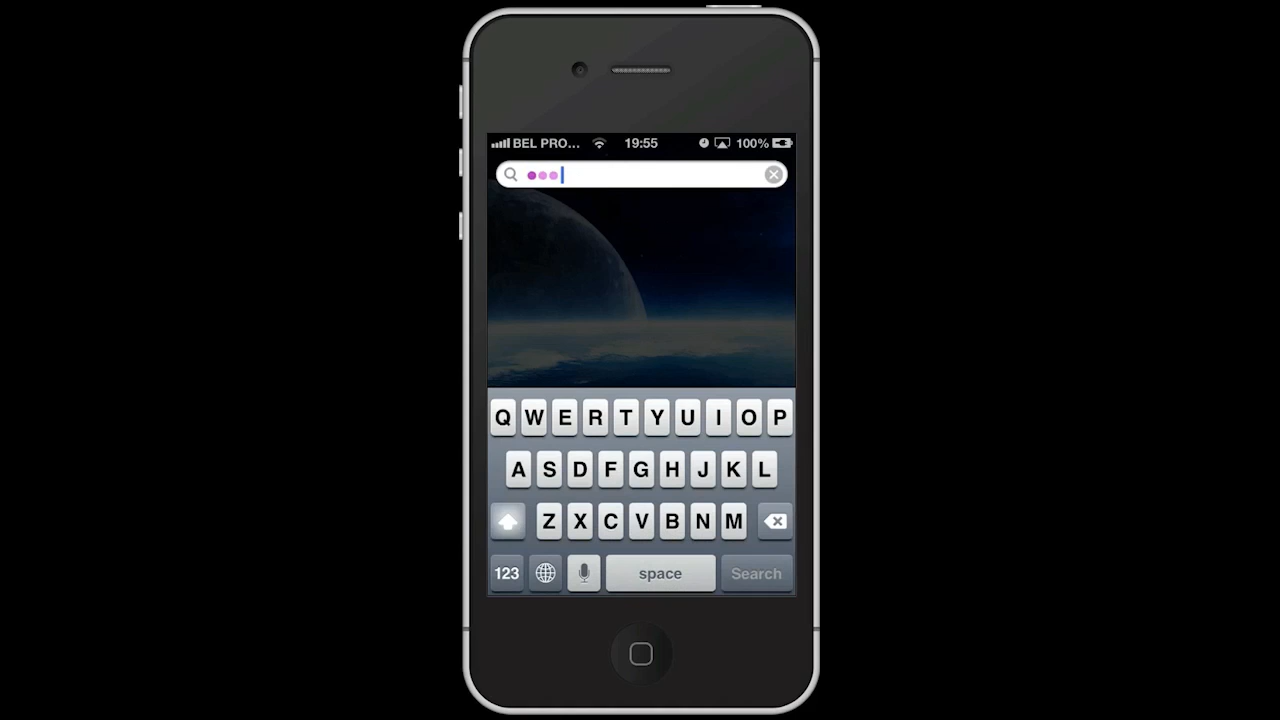 BEL PRO... 19:55 100%
Q W E R T Y U I O P
A S D F G H J K L
Z X C V B N M
123 space Search